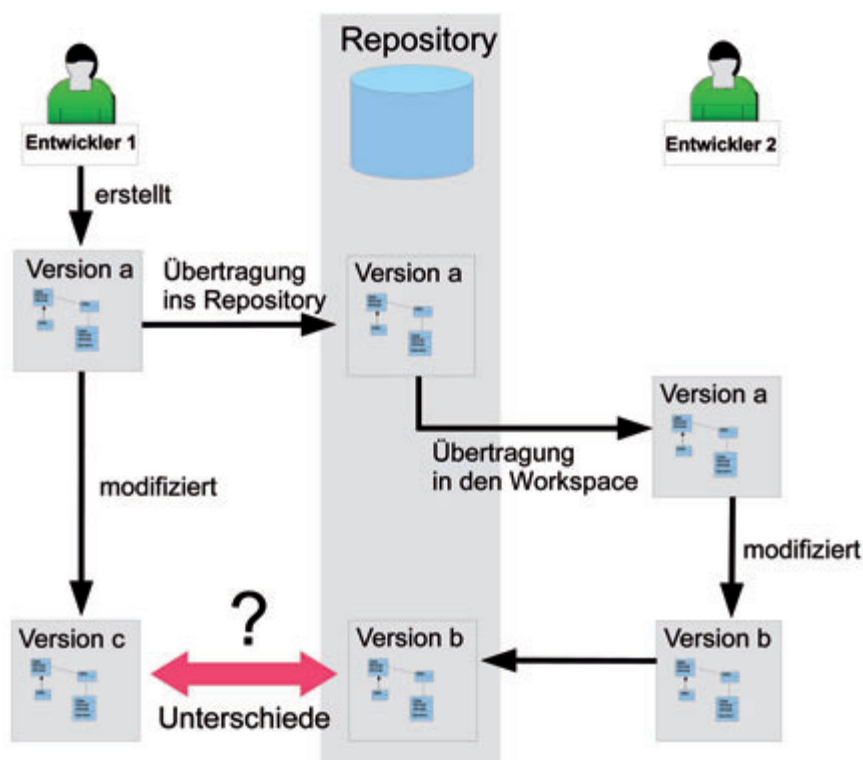 Repository
Entwickler 1
Entwickler 2
erstellt
Version a
Übertragung
ins Repository
Version a
Version a
Übertragung
in den Workspace
modifiziert
modifiziert
Version c
?
Unterschiede
Version b
Version b